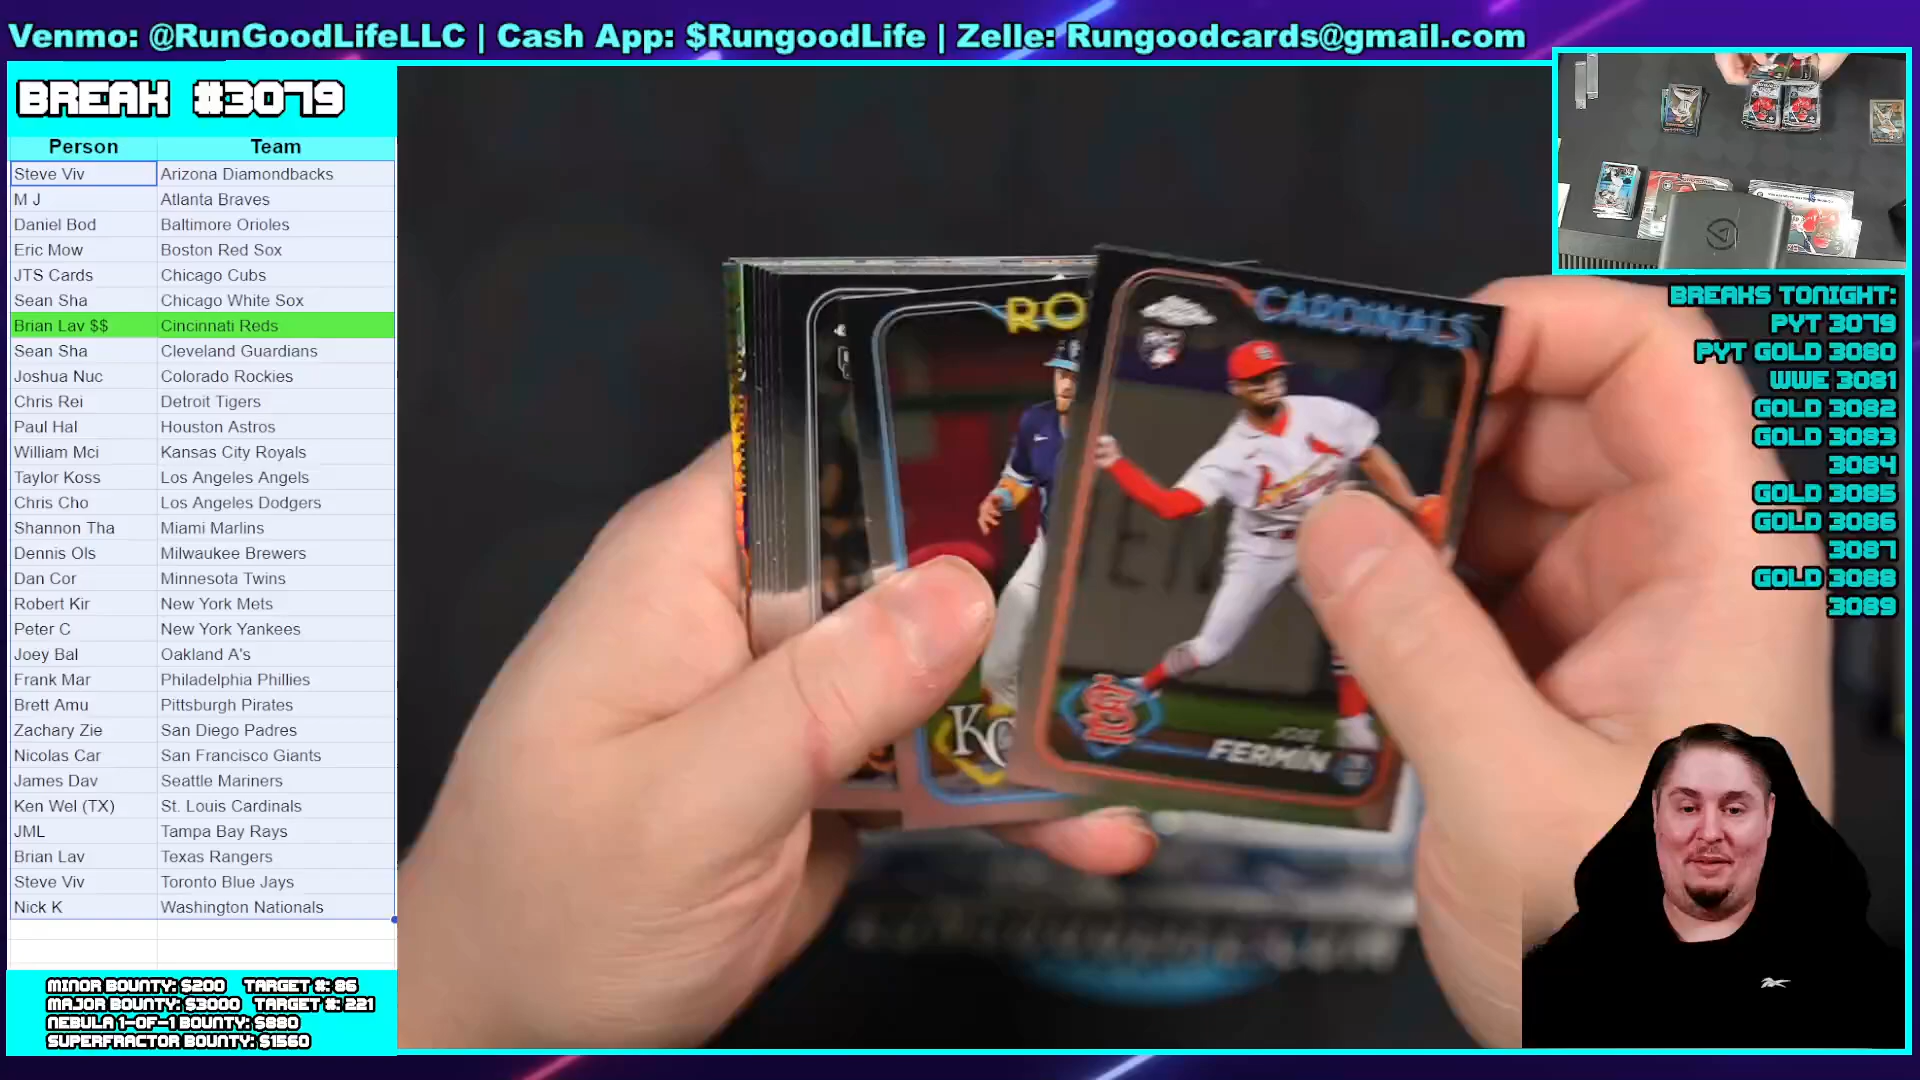 Venmo: @RunGoodLifeLLC | Cash App: $RungoodLife | Zelle: Rungoodcards@gmail.com
BREAK #3079
Person Team
Steve Viv Arizona Diamondbacks
M J Atlanta Braves
Daniel Bod Baltimore Orioles
Eric Mow Boston Red Sox
JTS Cards Chicago Cubs
Sean Sha Chicago White Sox
Brian Lav $$ Cincinnati Reds
Sean Sha Cleveland Guardians
Joshua Nuc Colorado Rockies
Chris Rei Detroit Tigers
Paul Hal Houston Astros
William Mci Kansas City Royals
Taylor Koss Los Angeles Angels
Chris Cho Los Angeles Dodgers
Shannon Tha Miami Marlins
Dennis Ols Milwaukee Brewers
Dan Cor Minnesota Twins
Robert Kir New York Mets
Peter C New York Yankees
Joey Bal Oakland A's
Frank Mar Philadelphia Phillies
Brett Amu Pittsburgh Pirates
Zachary Zie San Diego Padres
Nicolas Car San Francisco Giants
James Dav Seattle Mariners
Ken Wel (TX) St. Louis Cardinals
JML Tampa Bay Rays
Brian Lav Texas Rangers
Steve Viv Toronto Blue Jays
Nick K Washington Nationals
MINOR BOUNTY: $200 TARGET #: 86
MAJOR BOUNTY: $3000 TARGET #: 221
NEBULA 1-OF-1 BOUNTY: $880
SUPERFRACTOR BOUNTY: $1560
RO
CARDINALS
RC
KC
JOSE
FERMÍN
BREAKS TONIGHT:
PYT 3079
PYT GOLD 3080
WWE 3081
GOLD 3082
GOLD 3083
3084
GOLD 3085
GOLD 3086
3087
GOLD 3088
3089